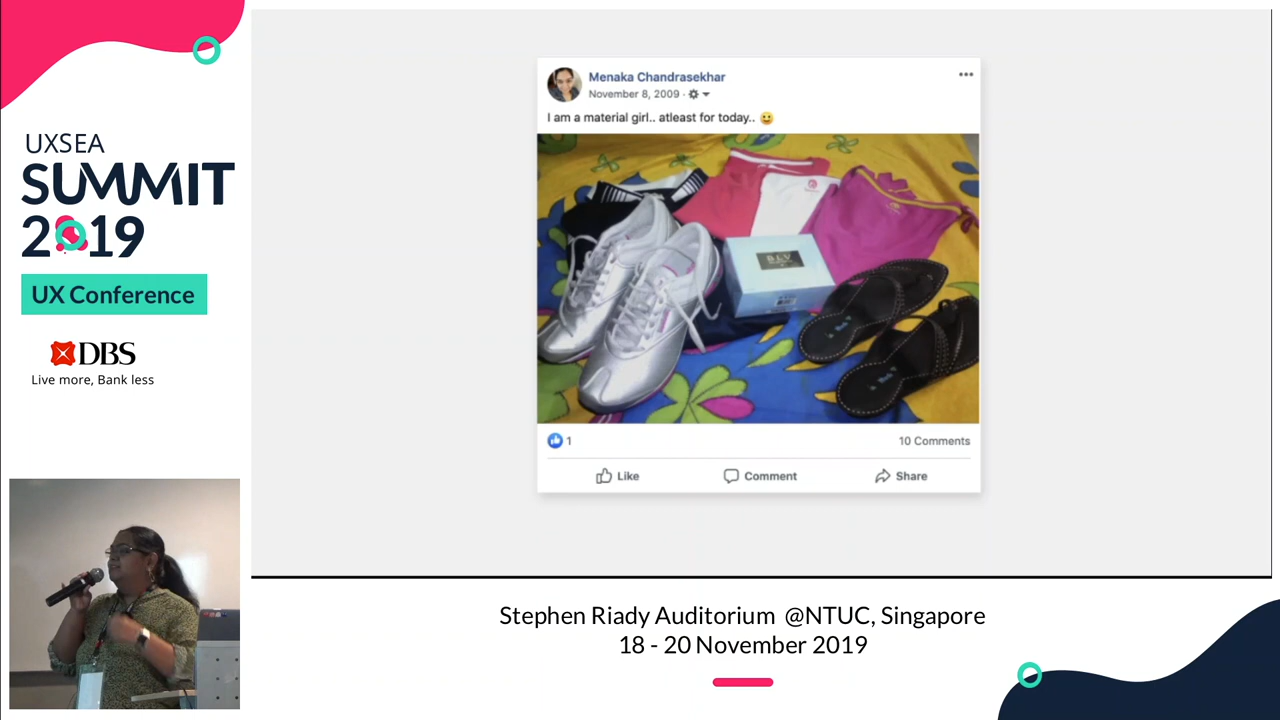 UXSEA
SUMMIT
2019
UX Conference
DBS
Live more, Bank less
Menaka Chandrasekhar
November 8, 2009
I am a material girl.. atleast for today.. 😀
BLV
1
10 Comments
Like
Comment
Share
Stephen Riady Auditorium @NTUC, Singapore
18 - 20 November 2019